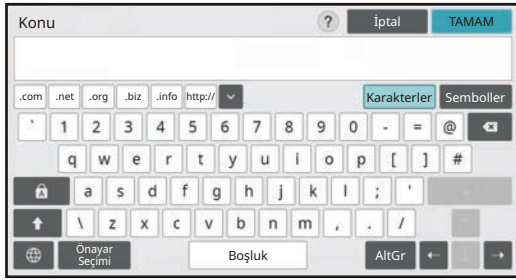 Konu ? İptal TAMAM
.com .net .org .biz .info http:// Karakterler Semboller
` 1 2 3 4 5 6 7 8 9 0 - = @
q w e r t y u i o p [ ] #
a s d f g h j k l ; '
\ z x c v b n m , . /
Önayar Seçimi Boşluk AltGr